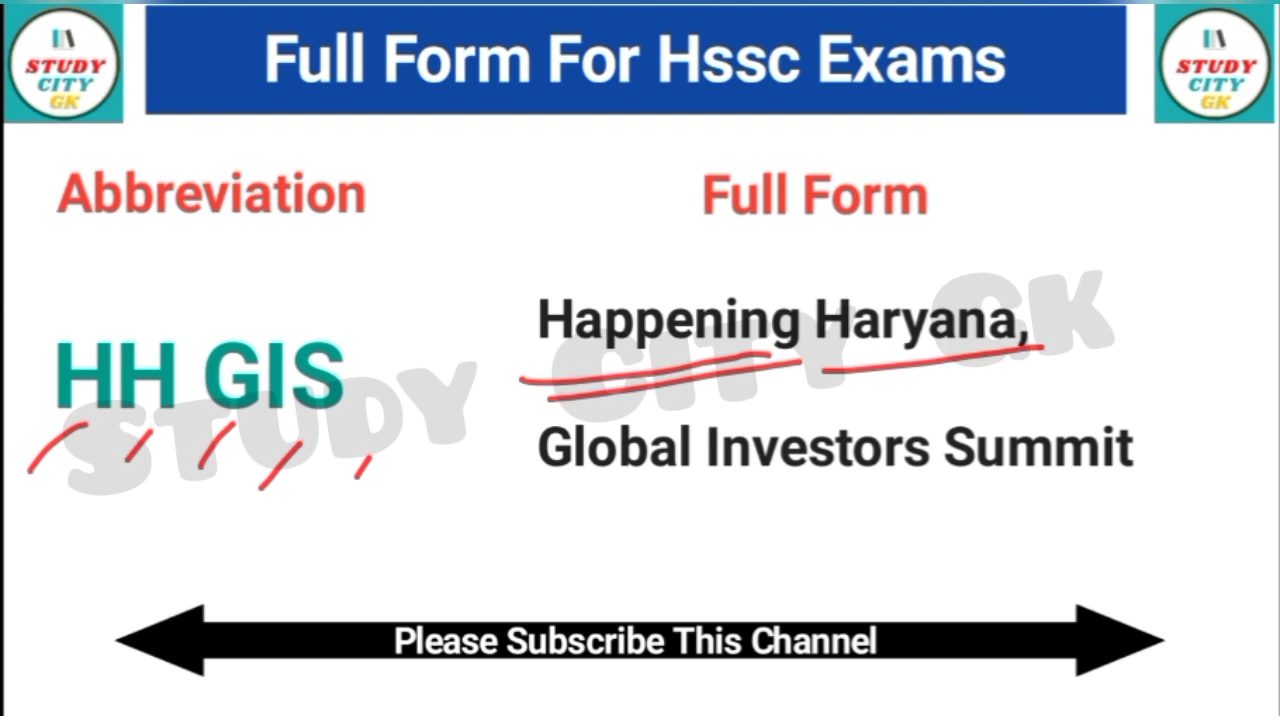 STUDY
CITY
GK
Full Form For Hssc Exams
STUDY
CITY
GK
Abbreviation
Full Form
HH GIS
Happening Haryana,
Global Investors Summit
STUDY CITY GK
Please Subscribe This Channel